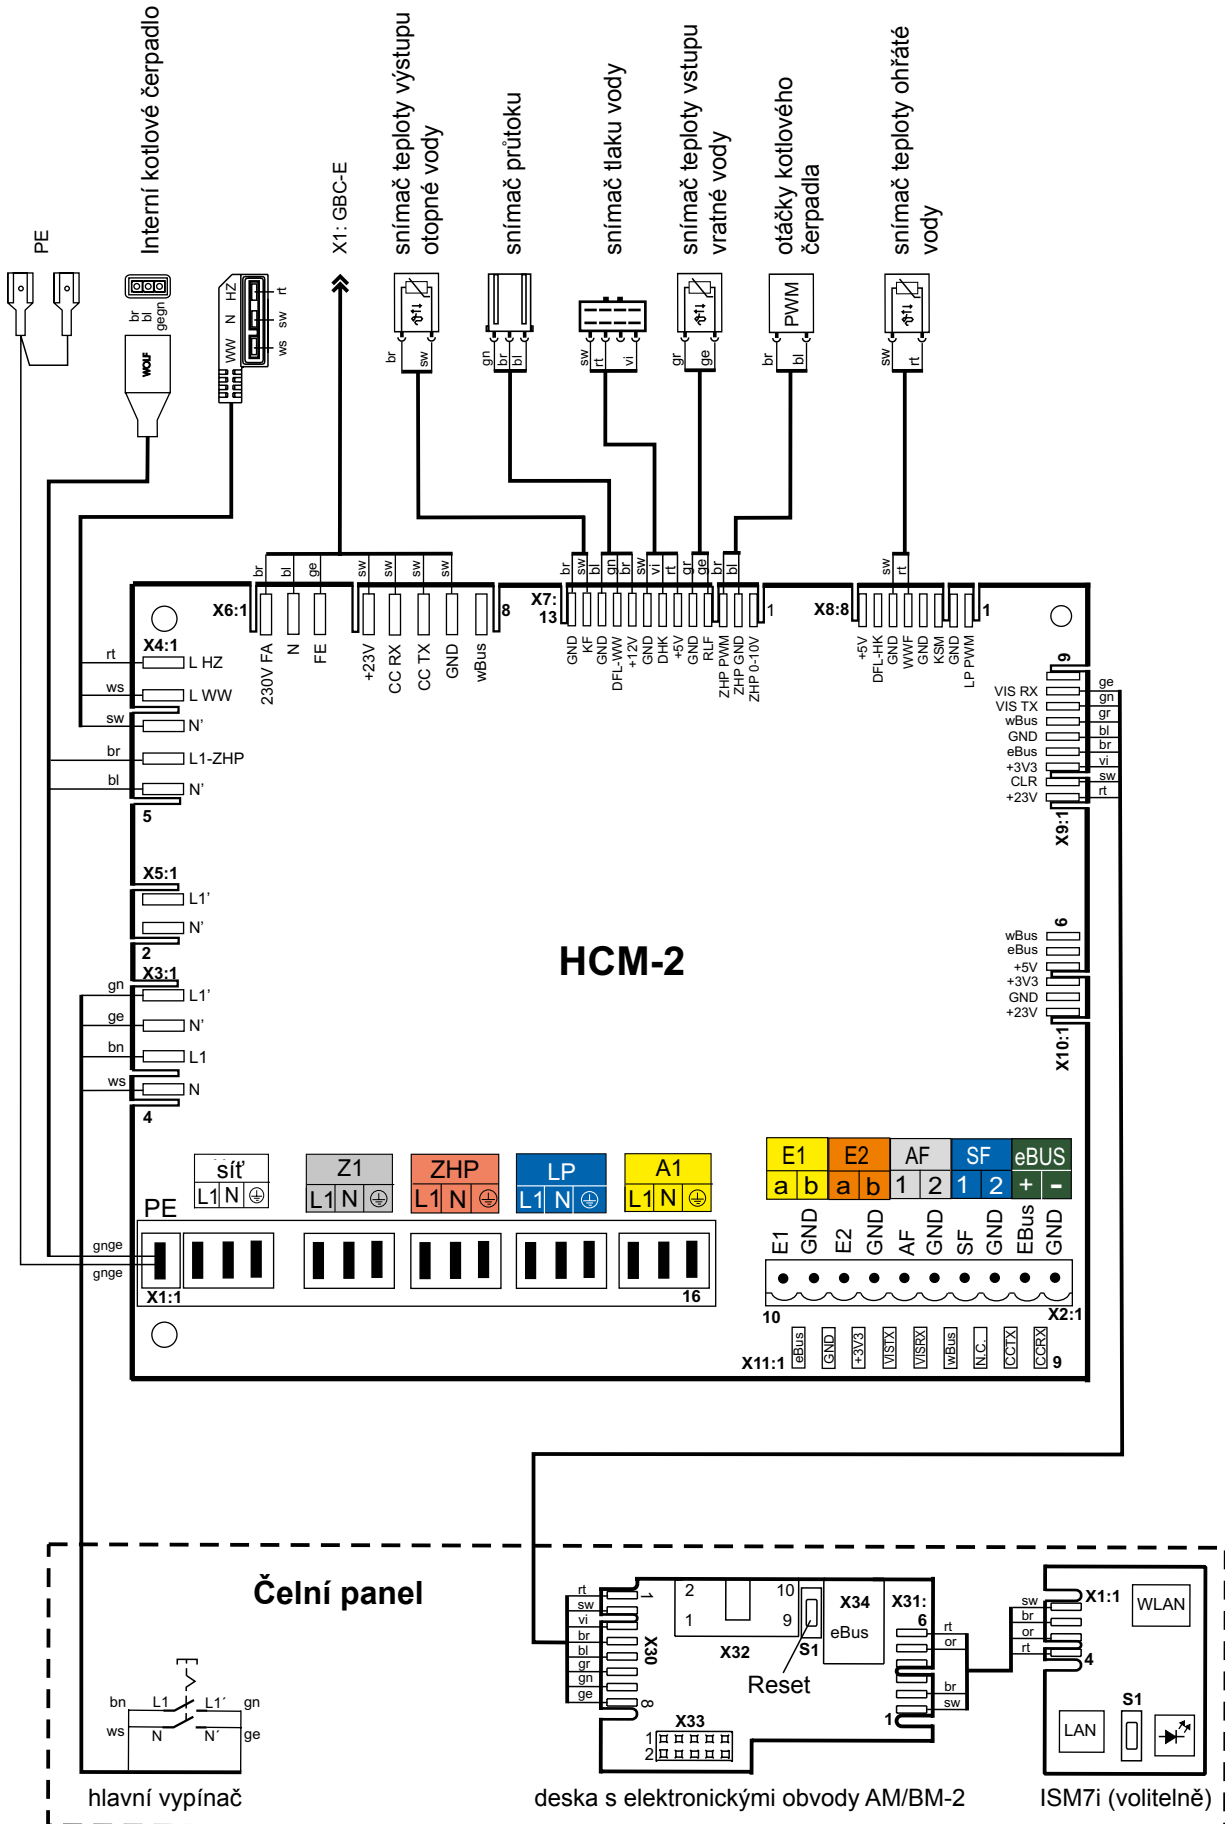 PE
Interní kotlové čerpadlo
X1: GBC-E
snímač teploty výstupu
otopné vody
snímač průtoku
snímač tlaku vody
snímač teploty vstupu
vratné vody
otáčky kotlového
čerpadla
snímač teploty ohřáté
vody
br
bl
gegn
WOLF
WW N HZ
ws sw rt
PWM
br sw
gn br bl
sw rt vi
gr ge
br bl
sw rt
br bl ge sw sw sw sw
br sw bl gn br sw vi rt gr ge br bl
sw rt
X6:1
230V FA
N
FE
+23V
CC RX
CC TX
GND
wBus
8
X7:
13
GND
KF
GND
DFL-WW
+12V
GND
DHK
+5V
GND
RLF
ZHP PWM
ZHP GND
ZHP 0-10V
1
X8:8
+5V
DFL-HK
GND
WWF
GND
KSM
GND
LP PWM
1
X4:1
rt L HZ
ws L WW
sw N'
br L1-ZHP
bl N'
5
X5:1
L1'
N'
2
X3:1
gn L1'
ge N'
bn L1
ws N
4
9
VIS RX ge
VIS TX gn
wBus gr
GND bl
eBus br
+3V3 vi
CLR sw
+23V rt
X9:1
HCM-2
6
wBus
eBus
+5V
+3V3
GND
+23V
X10:1
síť
L1 N
Z1
L1 N
ZHP
L1 N
LP
L1 N
A1
L1 N
E1 E2 AF SF eBUS
a b a b 1 2 1 2 + -
PE
gnge
gnge
X1:1
16
E1 GND E2 GND AF GND SF GND EBus GND
10
X2:1
X11:1
eBus GND +3V3 VISTX VISRX wBus N.C. CCTX CCRX
9
Čelní panel
bn L1 L1´ gn
ws N N´ ge
hlavní vypínač
rt
sw
vi
br
bl
gr
gn
ge
1
X30
8
2 10
1 9
X32
S1
Reset
X34
eBus
X31:
6
rt
or
br
sw
1
X33
1
2
deska s elektronickými obvody AM/BM-2
sw
br
or
rt
X1:1
4
WLAN
LAN
S1
ISM7i (volitelně)